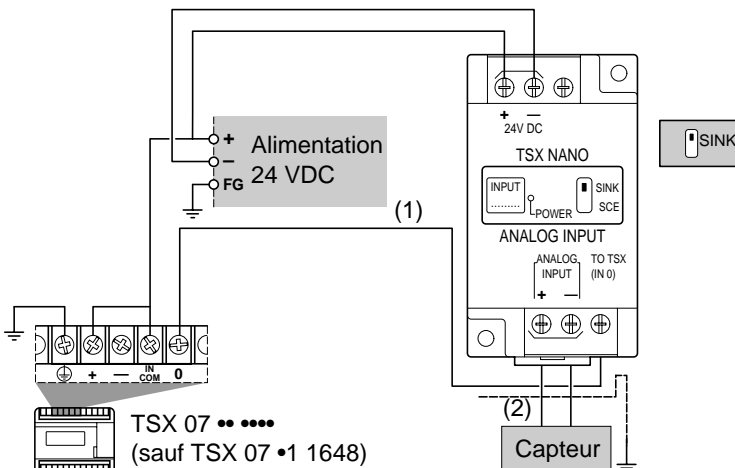 + Alimentation
− 24 VDC
FG
(1)
+ —
24V DC
TSX NANO
INPUT
.........
POWER
SINK
SCE
ANALOG INPUT
ANALOG
INPUT
TO TSX
(IN 0)
+ —
SINK
+ — IN
COM 0
(2)
TSX 07 •• ••••
(sauf TSX 07 •1 1648)
Capteur